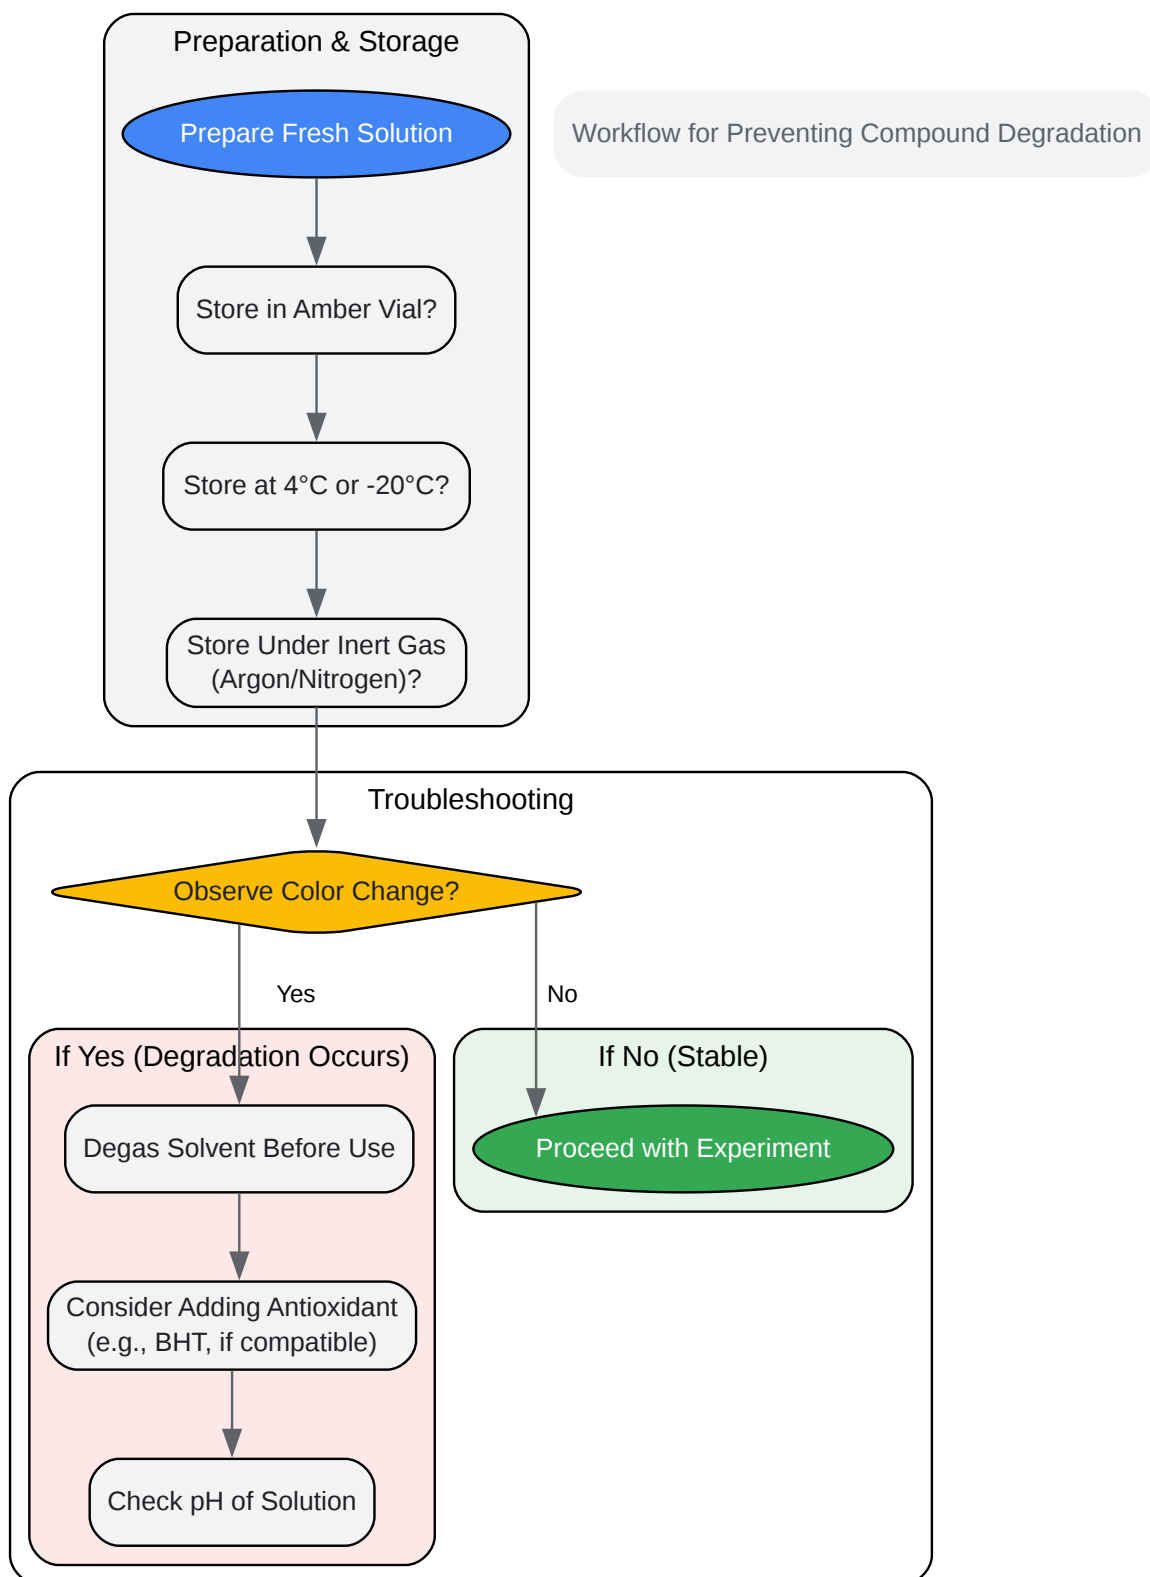 Preparation & Storage
Prepare Fresh Solution
Workflow for Preventing Compound Degradation
Store in Amber Vial?
Store at 4°C or -20°C?
Store Under Inert Gas
(Argon/Nitrogen)?
Troubleshooting
Observe Color Change?
Yes
No
If Yes (Degradation Occurs)
If No (Stable)
Degas Solvent Before Use
Proceed with Experiment
Consider Adding Antioxidant
(e.g., BHT, if compatible)
Check pH of Solution